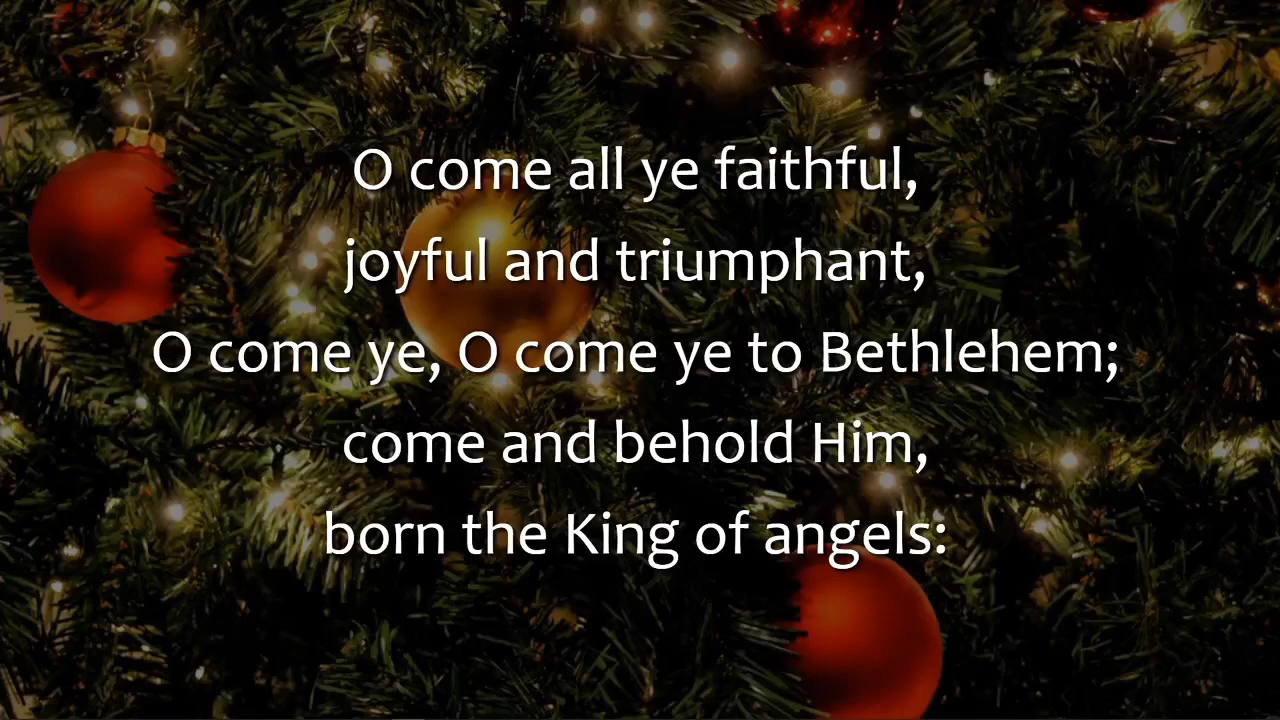 O come all ye faithful,
joyful and triumphant,
O come ye, O come ye to Bethlehem;
come and behold Him,
born the King of angels: